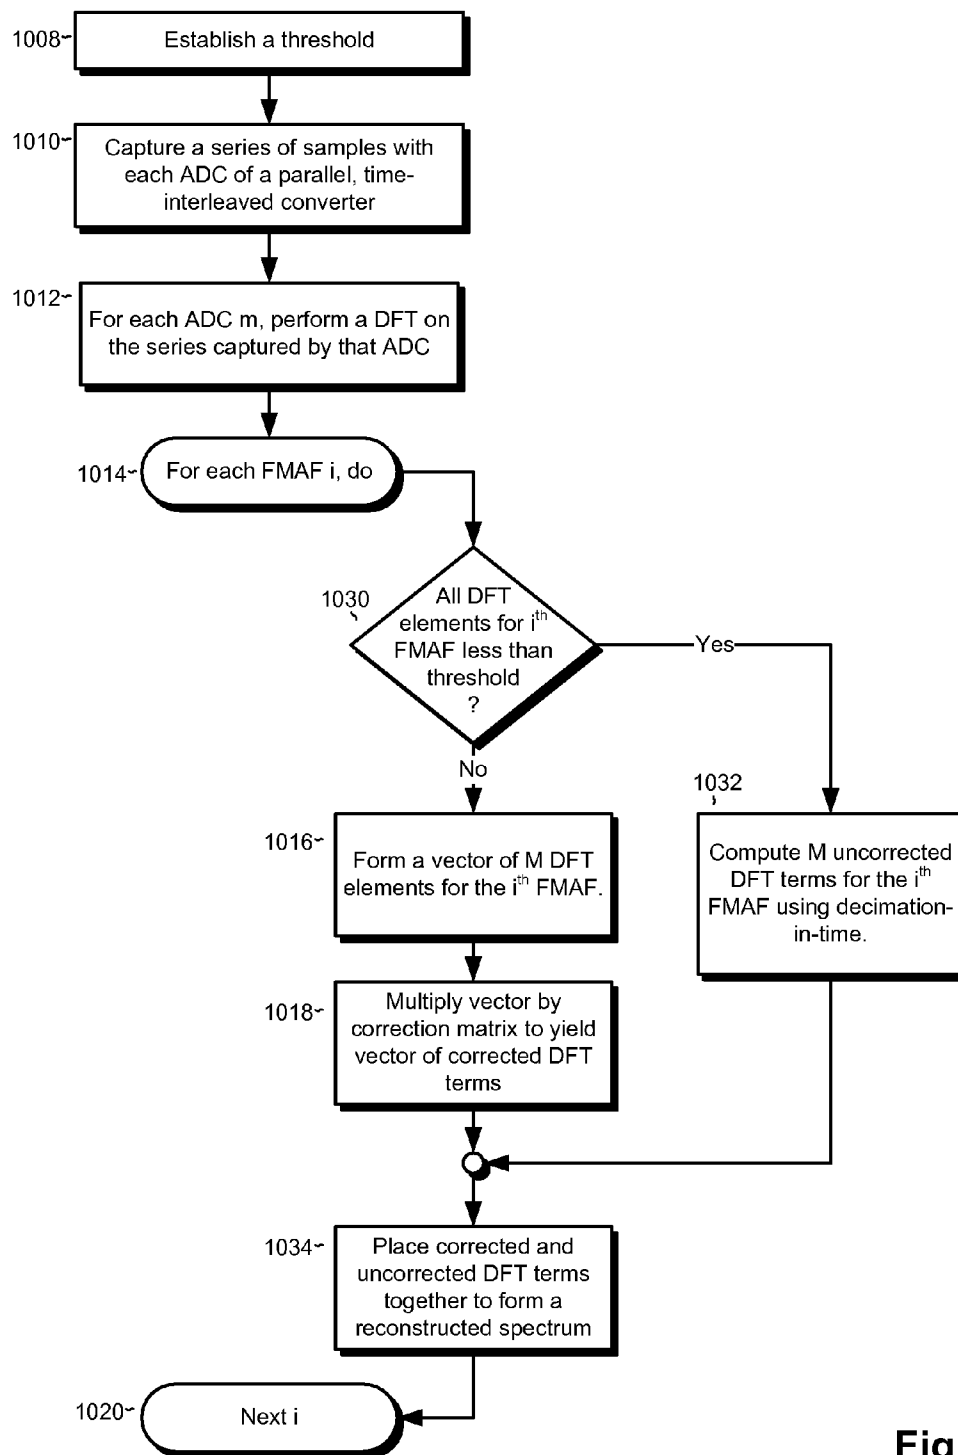 1008~
Establish a threshold
1010~
Capture a series of samples with
each ADC of a parallel, time-
interleaved converter
1012~
For each ADC m, perform a DFT on
the series captured by that ADC
1014~
For each FMAF i, do
1030
~
All DFT
elements for ith
FMAF less than
threshold
?
Yes
No
1032
~
1016~
Form a vector of M DFT
elements for the ith FMAF.
Compute M uncorrected
DFT terms for the ith
FMAF using decimation-
in-time.
1018~
Multiply vector by
correction matrix to yield
vector of corrected DFT
terms
1034~
Place corrected and
uncorrected DFT terms
together to form a
reconstructed spectrum
1020~
Next i
Fig